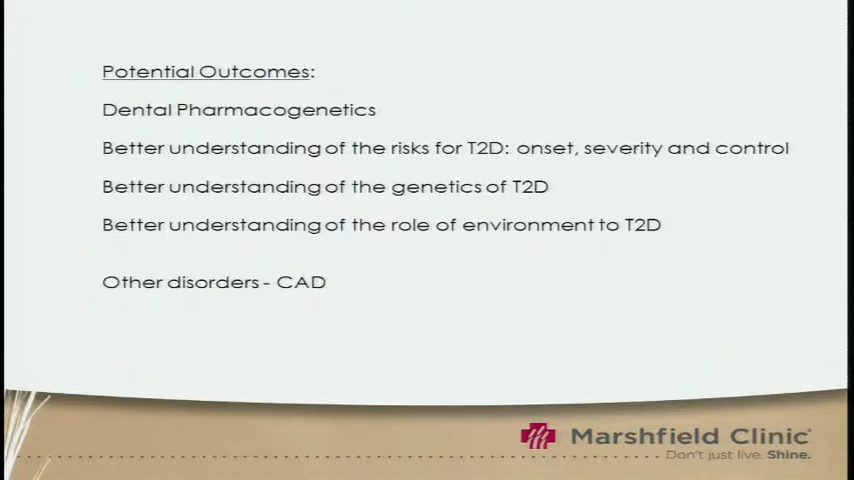 Potential Outcomes:
Dental Pharmacogenetics
Better understanding of the risks for T2D: onset, severity and control
Better understanding of the genetics of T2D
Better understanding of the role of environment to T2D
Other disorders - CAD
Marshfield Clinic®
Don't just live. Shine.